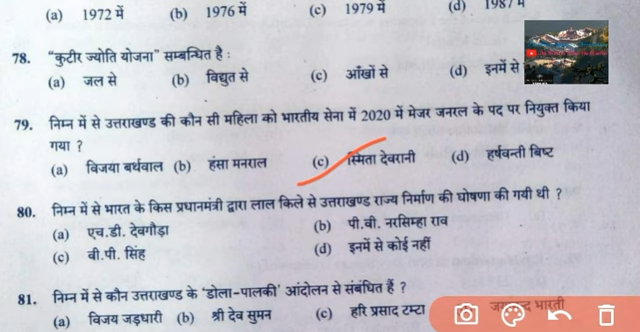 (a) 1972 में (b) 1976 में (c) 1979 में (d) 1987 में
78. "कुटीर ज्योति योजना" सम्बन्धित है :
(a) जल से (b) विद्युत से (c) आँखों से (d) इनमें से
79. निम्न में से उत्तराखण्ड की कौन सी महिला को भारतीय सेना में 2020 में मेजर जनरल के पद पर नियुक्त किया
गया ?
(a) विजया बर्थवाल (b) हंसा मनराल (c) स्मिता देवरानी (d) हर्षवन्ती बिष्ट
80. निम्न में से भारत के किस प्रधानमंत्री द्वारा लाल किले से उत्तराखण्ड राज्य निर्माण की घोषणा की गयी थी ?
(a) एच.डी. देवगौड़ा (b) पी.वी. नरसिम्हा राव
(c) वी.पी. सिंह (d) इनमें से कोई नहीं
81. निम्न में से कौन उत्तराखण्ड के 'डोला-पालकी' आंदोलन से संबंधित हैं ?
(a) विजय जड़धारी (b) श्री देव सुमन (c) हरि प्रसाद टम्टा भारती